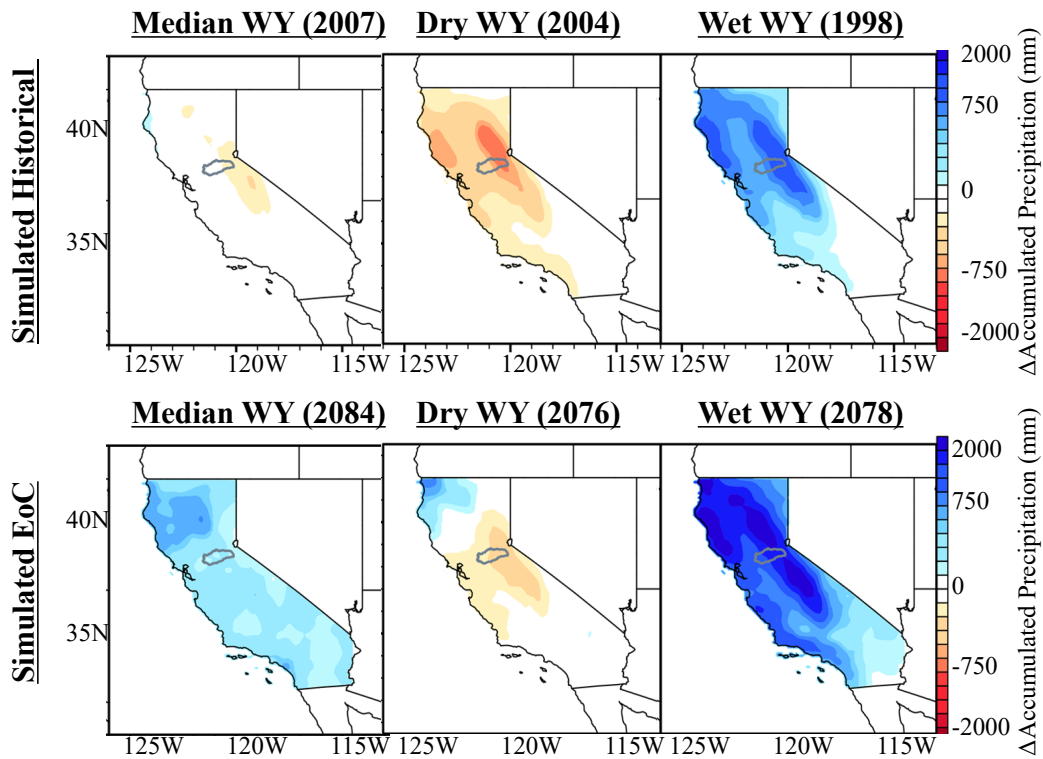 Median WY (2007) Dry WY (2004) Wet WY (1998)
Simulated Historical
40N
35N
125W 120W 115W 125W 120W 125W 120W 115W
2000
750
0
-750
-2000
ΔAccumulated Precipitation (mm)
Median WY (2084) Dry WY (2076) Wet WY (2078)
Simulated EoC
40N
35N
125W 120W 115W 125W 120W 125W 120W 115W
2000
750
0
-750
-2000
ΔAccumulated Precipitation (mm)